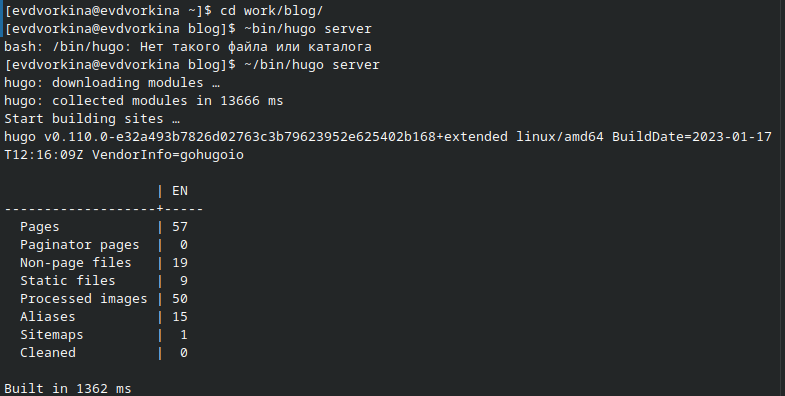 [evdvorkina@evdvorkina ~]$ cd work/blog/
[evdvorkina@evdvorkina blog]$ ~bin/hugo server
bash: /bin/hugo: Нет такого файла или каталога
[evdvorkina@evdvorkina blog]$ ~/bin/hugo server
hugo: downloading modules …
hugo: collected modules in 13666 ms
Start building sites …
hugo v0.110.0-e32a493b7826d02763c3b79623952e625402b168+extended linux/amd64 BuildDate=2023-01-17
T12:16:09Z VendorInfo=gohugoio
                   | EN
-------------------+-----
  Pages            | 57
  Paginator pages  |  0
  Non-page files   | 19
  Static files     |  9
  Processed images | 50
  Aliases          | 15
  Sitemaps         |  1
  Cleaned          |  0
Built in 1362 ms